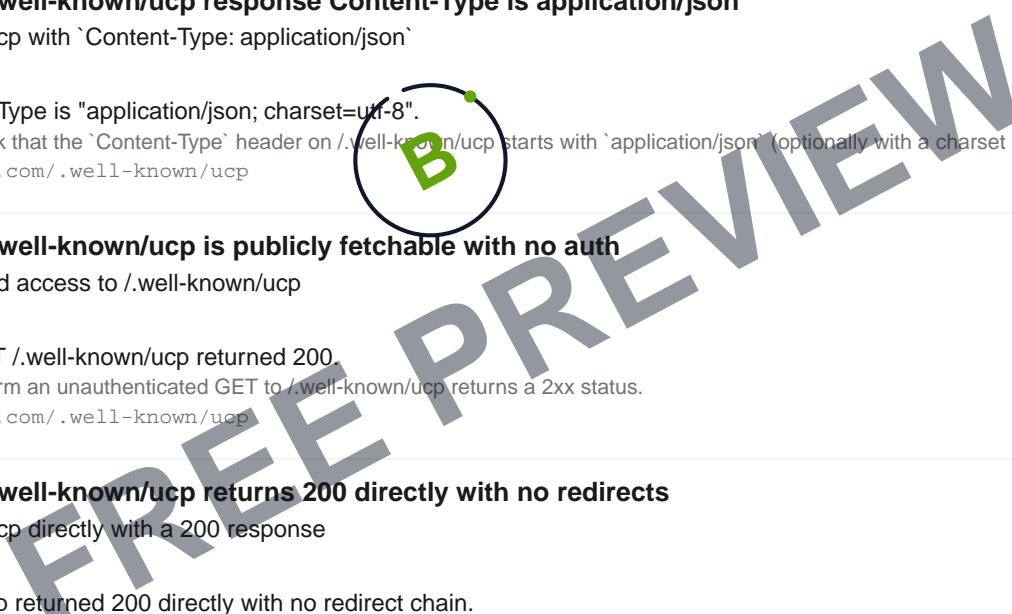 well-known/ucp response Content-Type is application/json
cp with `Content-Type: application/json`
Type is "application/json; charset=utf-8".
k that the `Content-Type` header on /.well-known/ucp starts with `application/json` (optionally with a charset
.com/.well-known/ucp
well-known/ucp is publicly fetchable with no auth
d access to /.well-known/ucp
T /.well-known/ucp returned 200.
rm an unauthenticated GET to /.well-known/ucp returns a 2xx status.
.com/.well-known/ucp
well-known/ucp returns 200 directly with no redirects
cp directly with a 200 response
p returned 200 directly with no redirect chain.
B
FREE PREVIEW